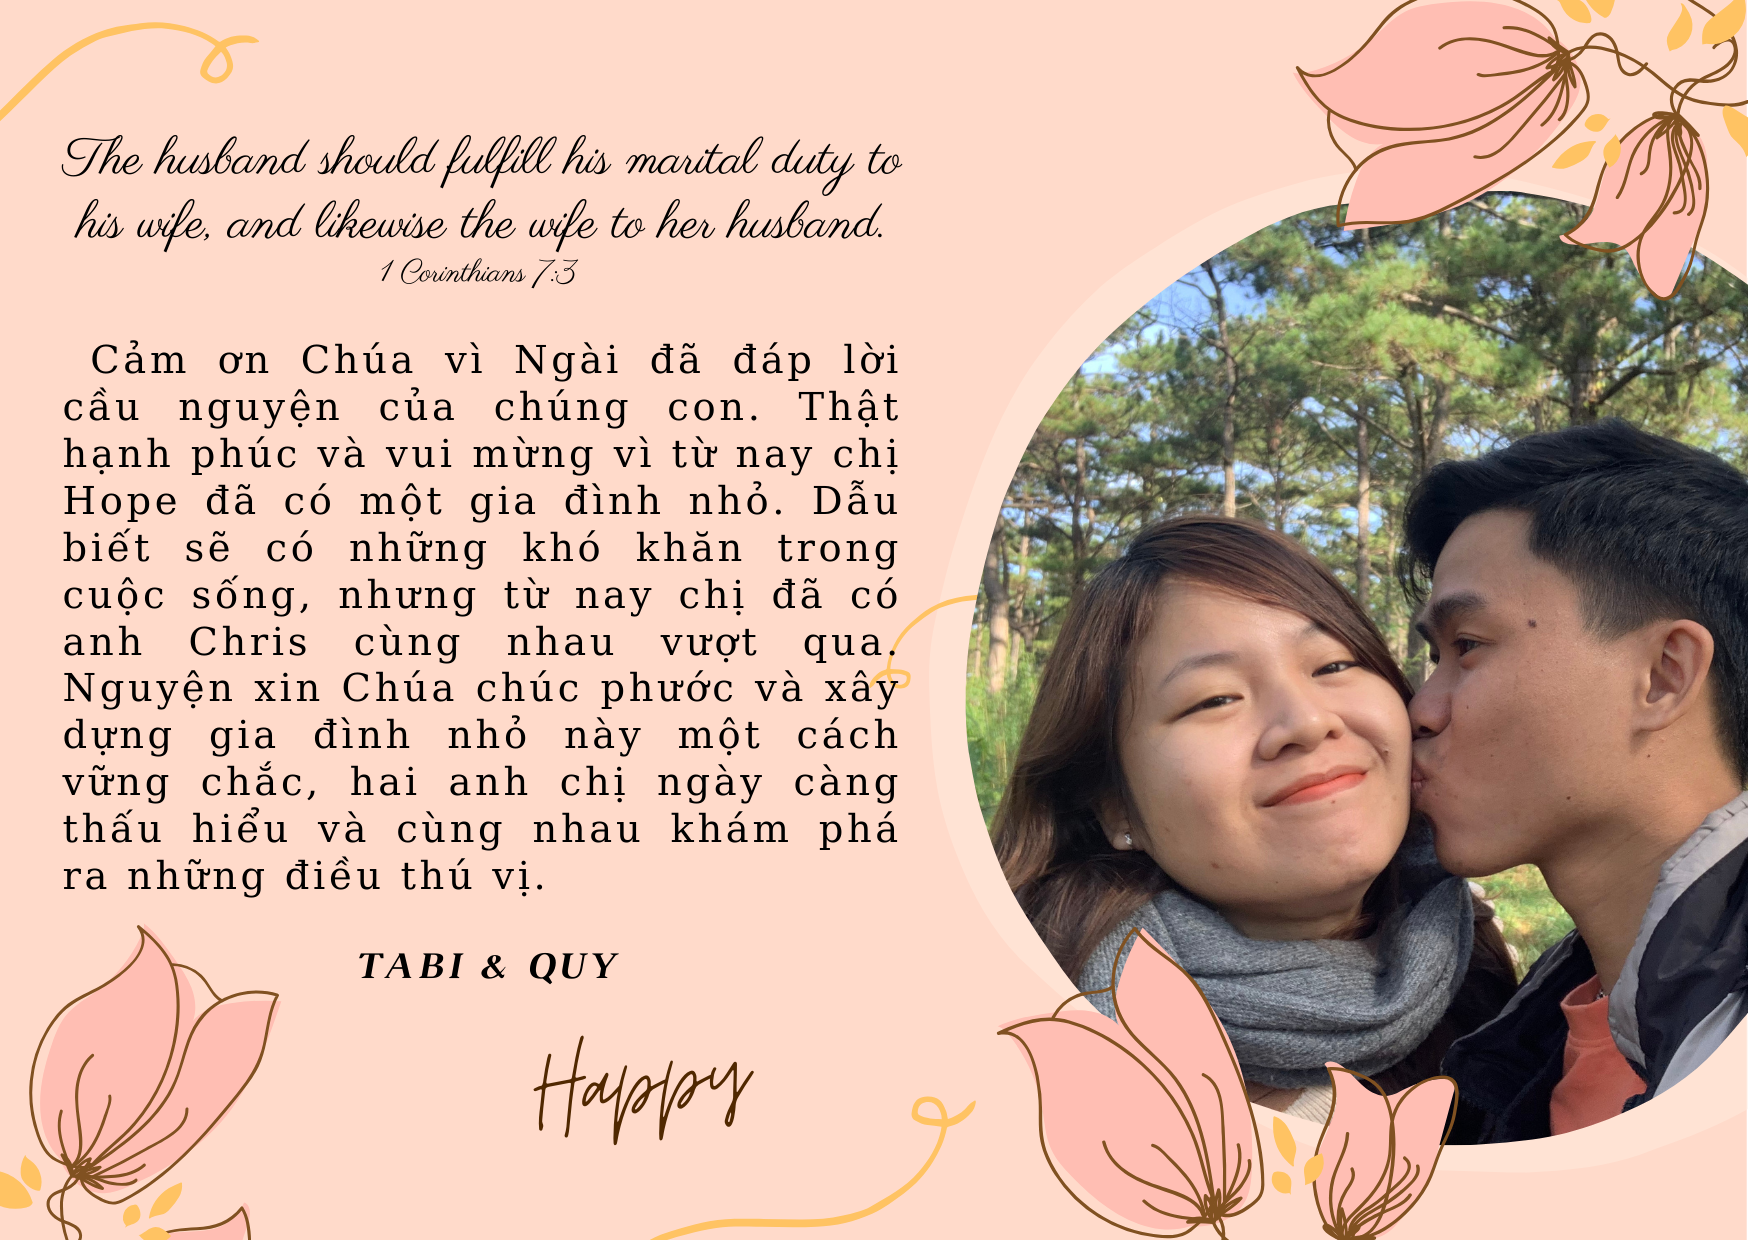 The husband should fulfill his marital duty to
his wife, and likewise the wife to her husband.
1 Corinthians 7:3
Cảm ơn Chúa vì Ngài đã đáp lời
cầu nguyện của chúng con. Thật
hạnh phúc và vui mừng vì từ nay chị
Hope đã có một gia đình nhỏ. Dẫu
biết sẽ có những khó khăn trong
cuộc sống, nhưng từ nay chị đã có
anh Chris cùng nhau vượt qua.
Nguyện xin Chúa chúc phước và xây
dựng gia đình nhỏ này một cách
vững chắc, hai anh chị ngày càng
thấu hiểu và cùng nhau khám phá
ra những điều thú vị.
TABI & QUY
Happy